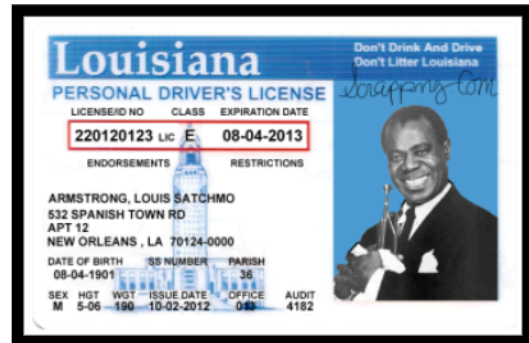 Louisiana
Don't Drink And Drive
Don't Litter Louisiana
PERSONAL DRIVER'S LICENSE
Scrapping Com
LICENSE/ID NO CLASS EXPIRATION DATE
220120123 LIC E 08-04-2013
ENDORSEMENTS RESTRICTIONS
ARMSTRONG, LOUIS SATCHMO
532 SPANISH TOWN RD
APT 12
NEW ORLEANS , LA 70124-0000
DATE OF BIRTH SS NUMBER PARISH
08-04-1901 36
SEX HGT WGT ISSUE DATE OFFICE AUDIT
M 5-06 190 10-02-2012 013 4182